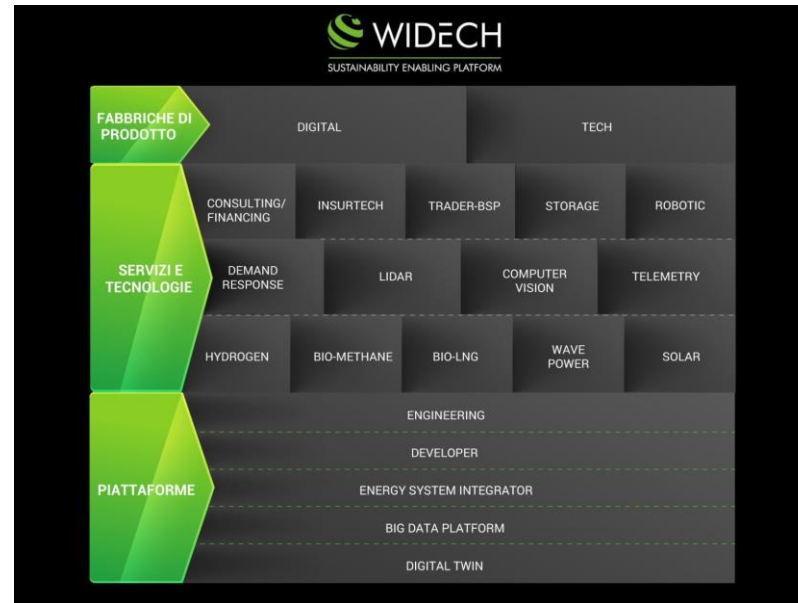 WIDECH
SUSTAINABILITY ENABLING PLATFORM
FABBRICHE DI
PRODOTTO
DIGITAL
TECH
SERVIZI E
TECNOLOGIE
CONSULTING/
FINANCING
INSURTECH
TRADER-BSP
STORAGE
ROBOTIC
DEMAND
RESPONSE
LIDAR
COMPUTER
VISION
TELEMETRY
HYDROGEN
BIO-METHANE
BIO-LNG
WAVE
POWER
SOLAR
PIATTAFORME
ENGINEERING
DEVELOPER
ENERGY SYSTEM INTEGRATOR
BIG DATA PLATFORM
DIGITAL TWIN